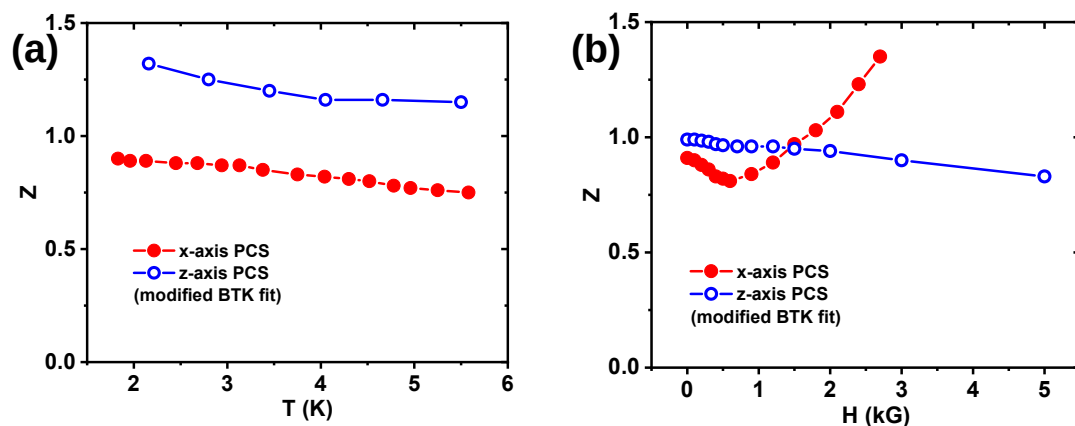 (a)
1.5
1.0
0.5
0.0
Z
x-axis PCS
z-axis PCS
(modified BTK fit)
2 3 4 5 6
T (K)
(b)
1.5
1.0
0.5
0.0
Z
x-axis PCS
z-axis PCS
(modified BTK fit)
0 1 2 3 4 5
H (kG)